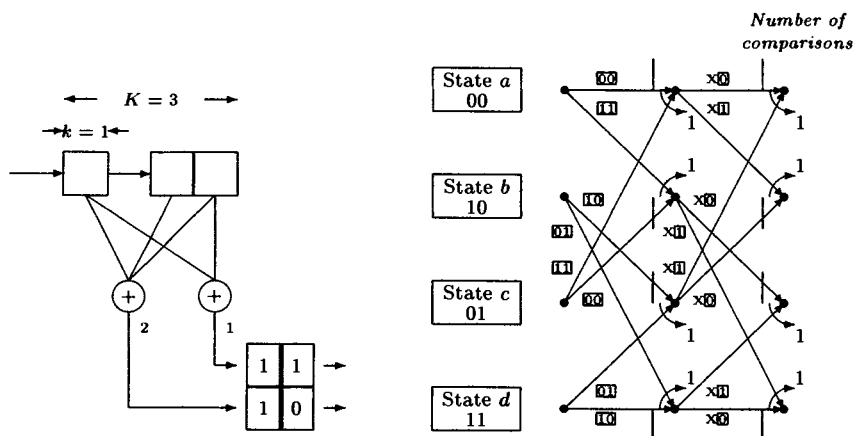 Number of
comparisons
K = 3
k = 1
+
+
2
1
1 1
1 0
State a
00
State b
10
State c
01
State d
11
00
x0
11
x1
1
1
1
1
10
x0
01
x1
11
x1
00
x0
1
1
1
1
01
x1
10
x0